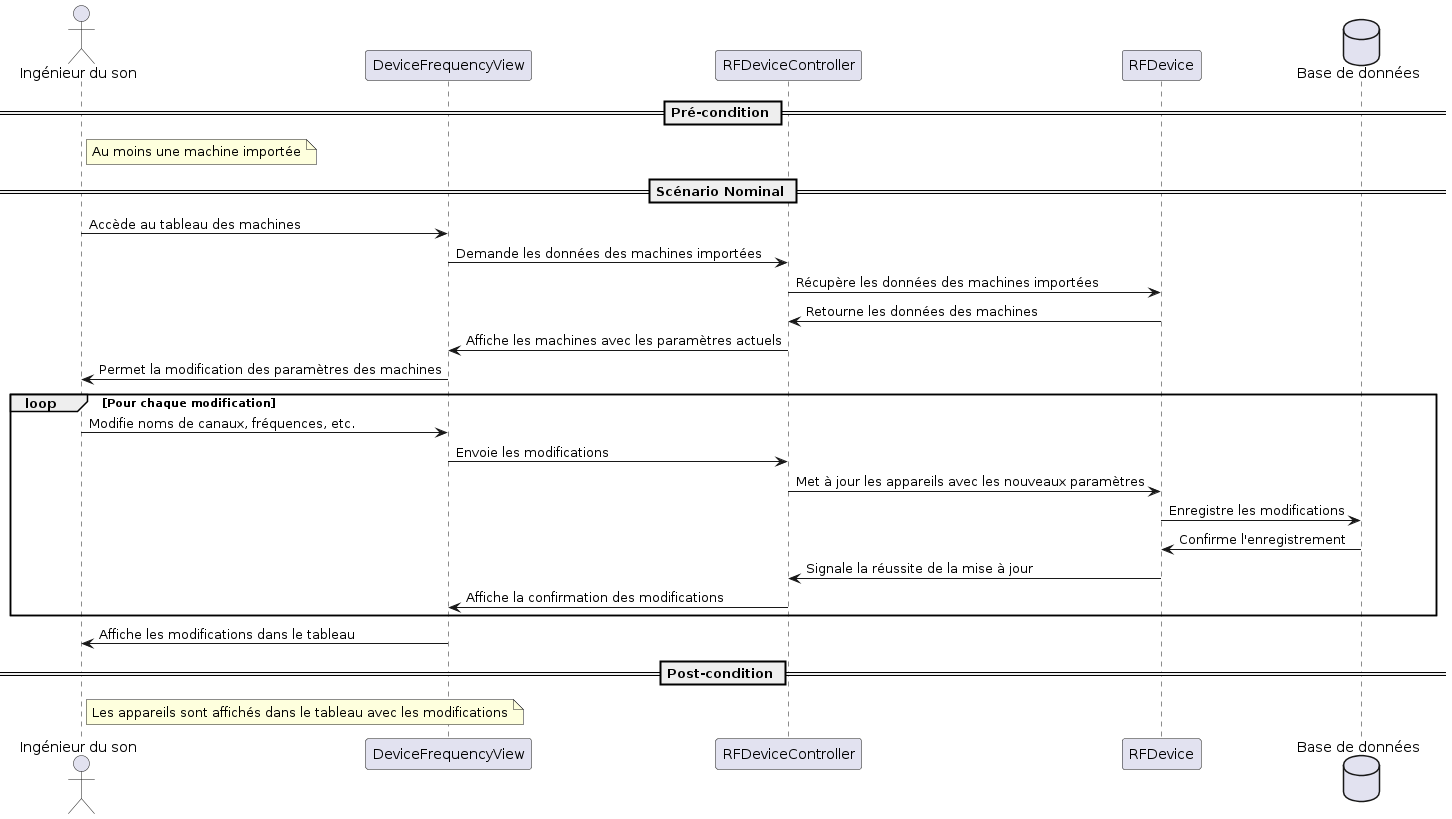 Ingénieur du son
DeviceFrequencyView
RFDeviceController
RFDevice
Base de données
Pré-condition
Au moins une machine importée
Scénario Nominal
Accède au tableau des machines
Demande les données des machines importées
Récupère les données des machines importées
Retourne les données des machines
Affiche les machines avec les paramètres actuels
Permet la modification des paramètres des machines
loop
[Pour chaque modification]
Modifie noms de canaux, fréquences, etc.
Envoie les modifications
Met à jour les appareils avec les nouveaux paramètres
Enregistre les modifications
Confirme l'enregistrement
Signale la réussite de la mise à jour
Affiche la confirmation des modifications
Affiche les modifications dans le tableau
Post-condition
Les appareils sont affichés dans le tableau avec les modifications
Ingénieur du son
DeviceFrequencyView
RFDeviceController
RFDevice
Base de données